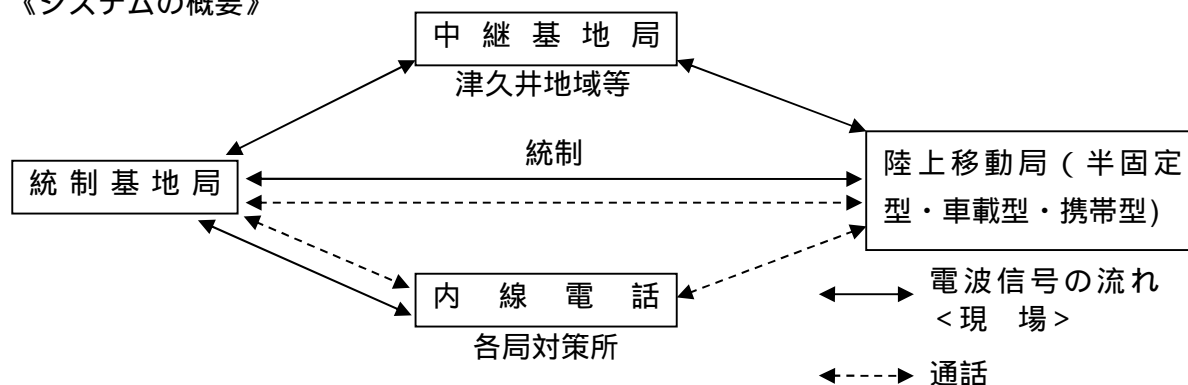 《システムの概要》
中継基地局
津久井地域等
統制
統制基地局
陸上移動局(半固定
型・車載型・携帯型)
内線電話
各局対策所
電波信号の流れ
<現 場>
通話